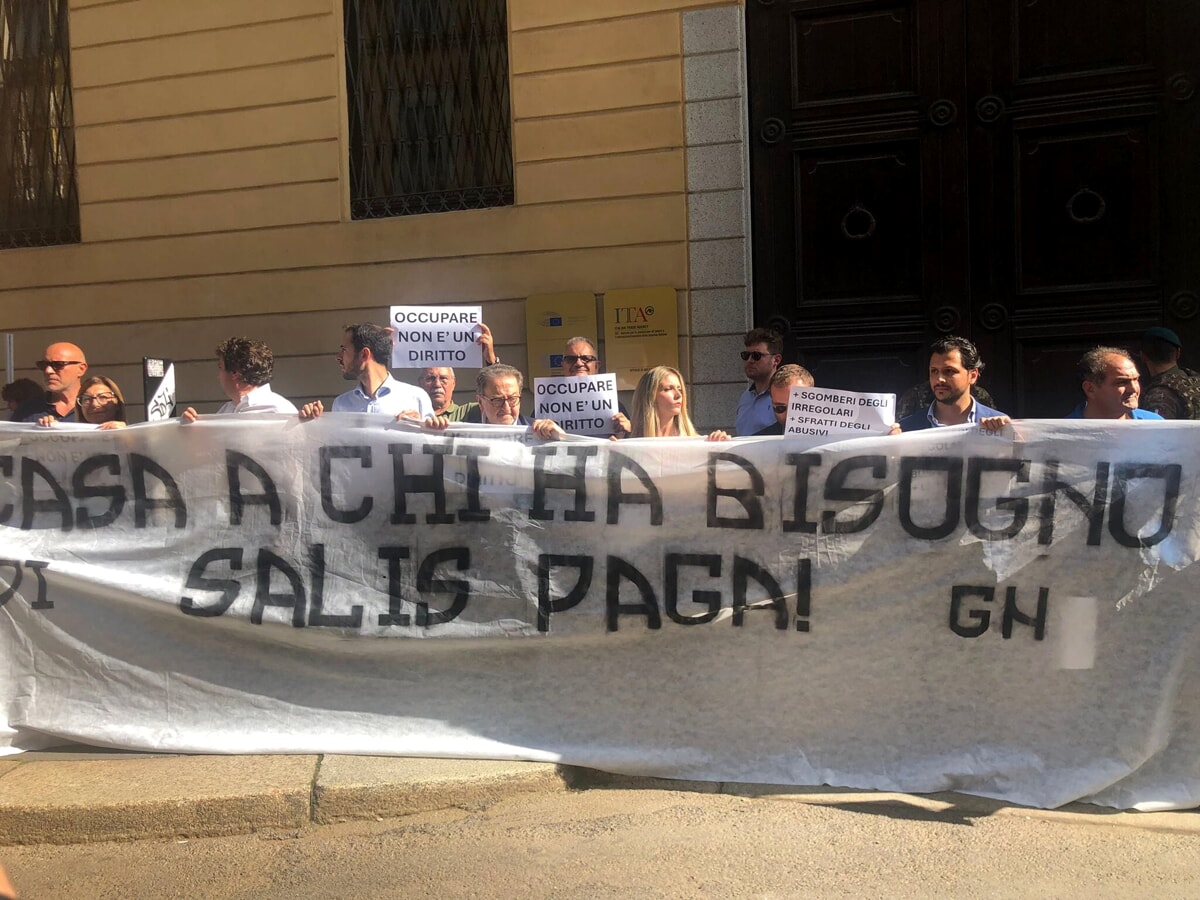 OCCUPARE
NON E' UN
DIRITTO
ITA
OCCUPARE
NON E' UN
DIRITTO
+ SGOMBERI DEGLI
IRREGOLARI
+ SFRATTI DEGLI
ABUSIVI
CASA A CHI HA BISOGNO
DI SALIS PAGA! GN